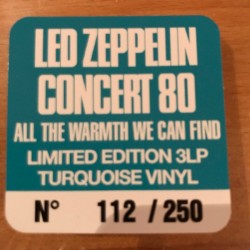 LED ZEPPELIN
CONCERT 80
ALL THE WARMTH WE CAN FIND
LIMITED EDITION 3LP
TURQUOISE VINYL
N° 112 / 250